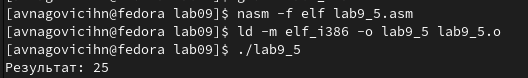 [avnagovicihn@fedora lab09]$ nasm -f elf lab9_5.asm
[avnagovicihn@fedora lab09]$ ld -m elf_i386 -o lab9_5 lab9_5.o
[avnagovicihn@fedora lab09]$ ./lab9_5
Результат: 25